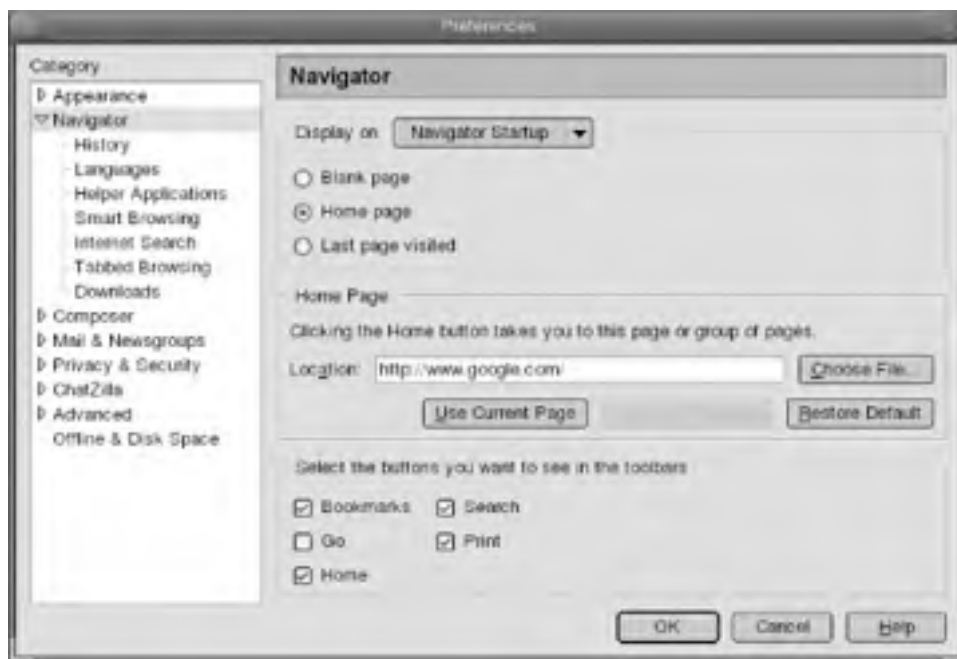 Preferences
Category
Appearance
Navigator
History
Languages
Helper Applications
Smart Browsing
Internet Search
Tabbed Browsing
Downloads
Composer
Mail & Newsgroups
Privacy & Security
ChatZilla
Advanced
Offline & Disk Space
Navigator
Display on Navigator Startup
Blank page
Home page
Last page visited
Home Page
Clicking the Home button takes you to this page or group of pages.
Location: http://www.google.com/ Choose File...
Use Current Page Restore Default
Select the buttons you want to see in the toolbars
Bookmarks Search
Go Print
Home
OK Cancel Help